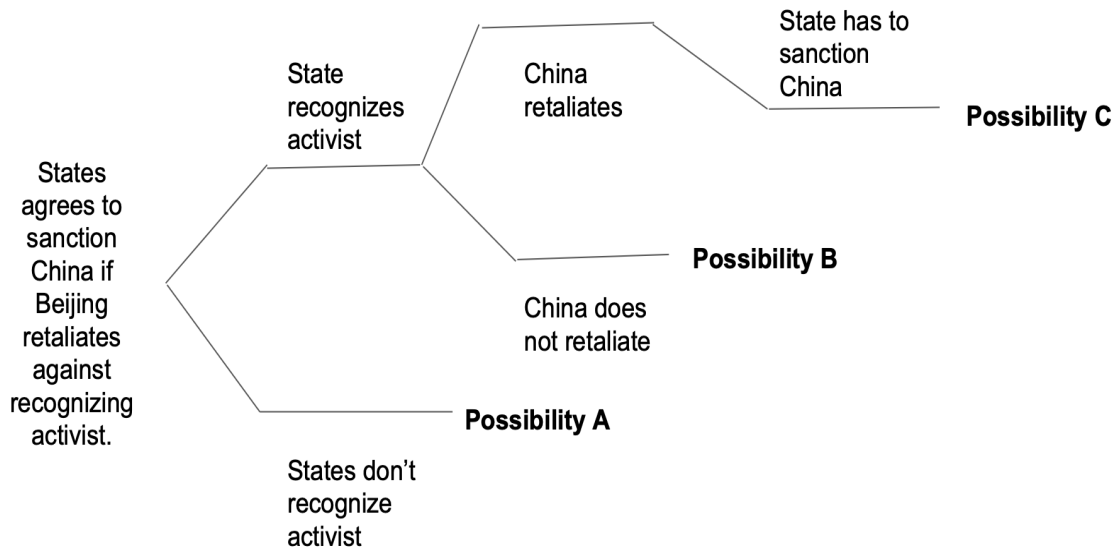 States
agrees to
sanction
China if
Beijing
retaliates
against
recognizing
activist.
State
recognizes
activist
China
retaliates
State has to
sanction
China
Possibility C
Possibility B
China does
not retaliate
Possibility A
States don't
recognize
activist